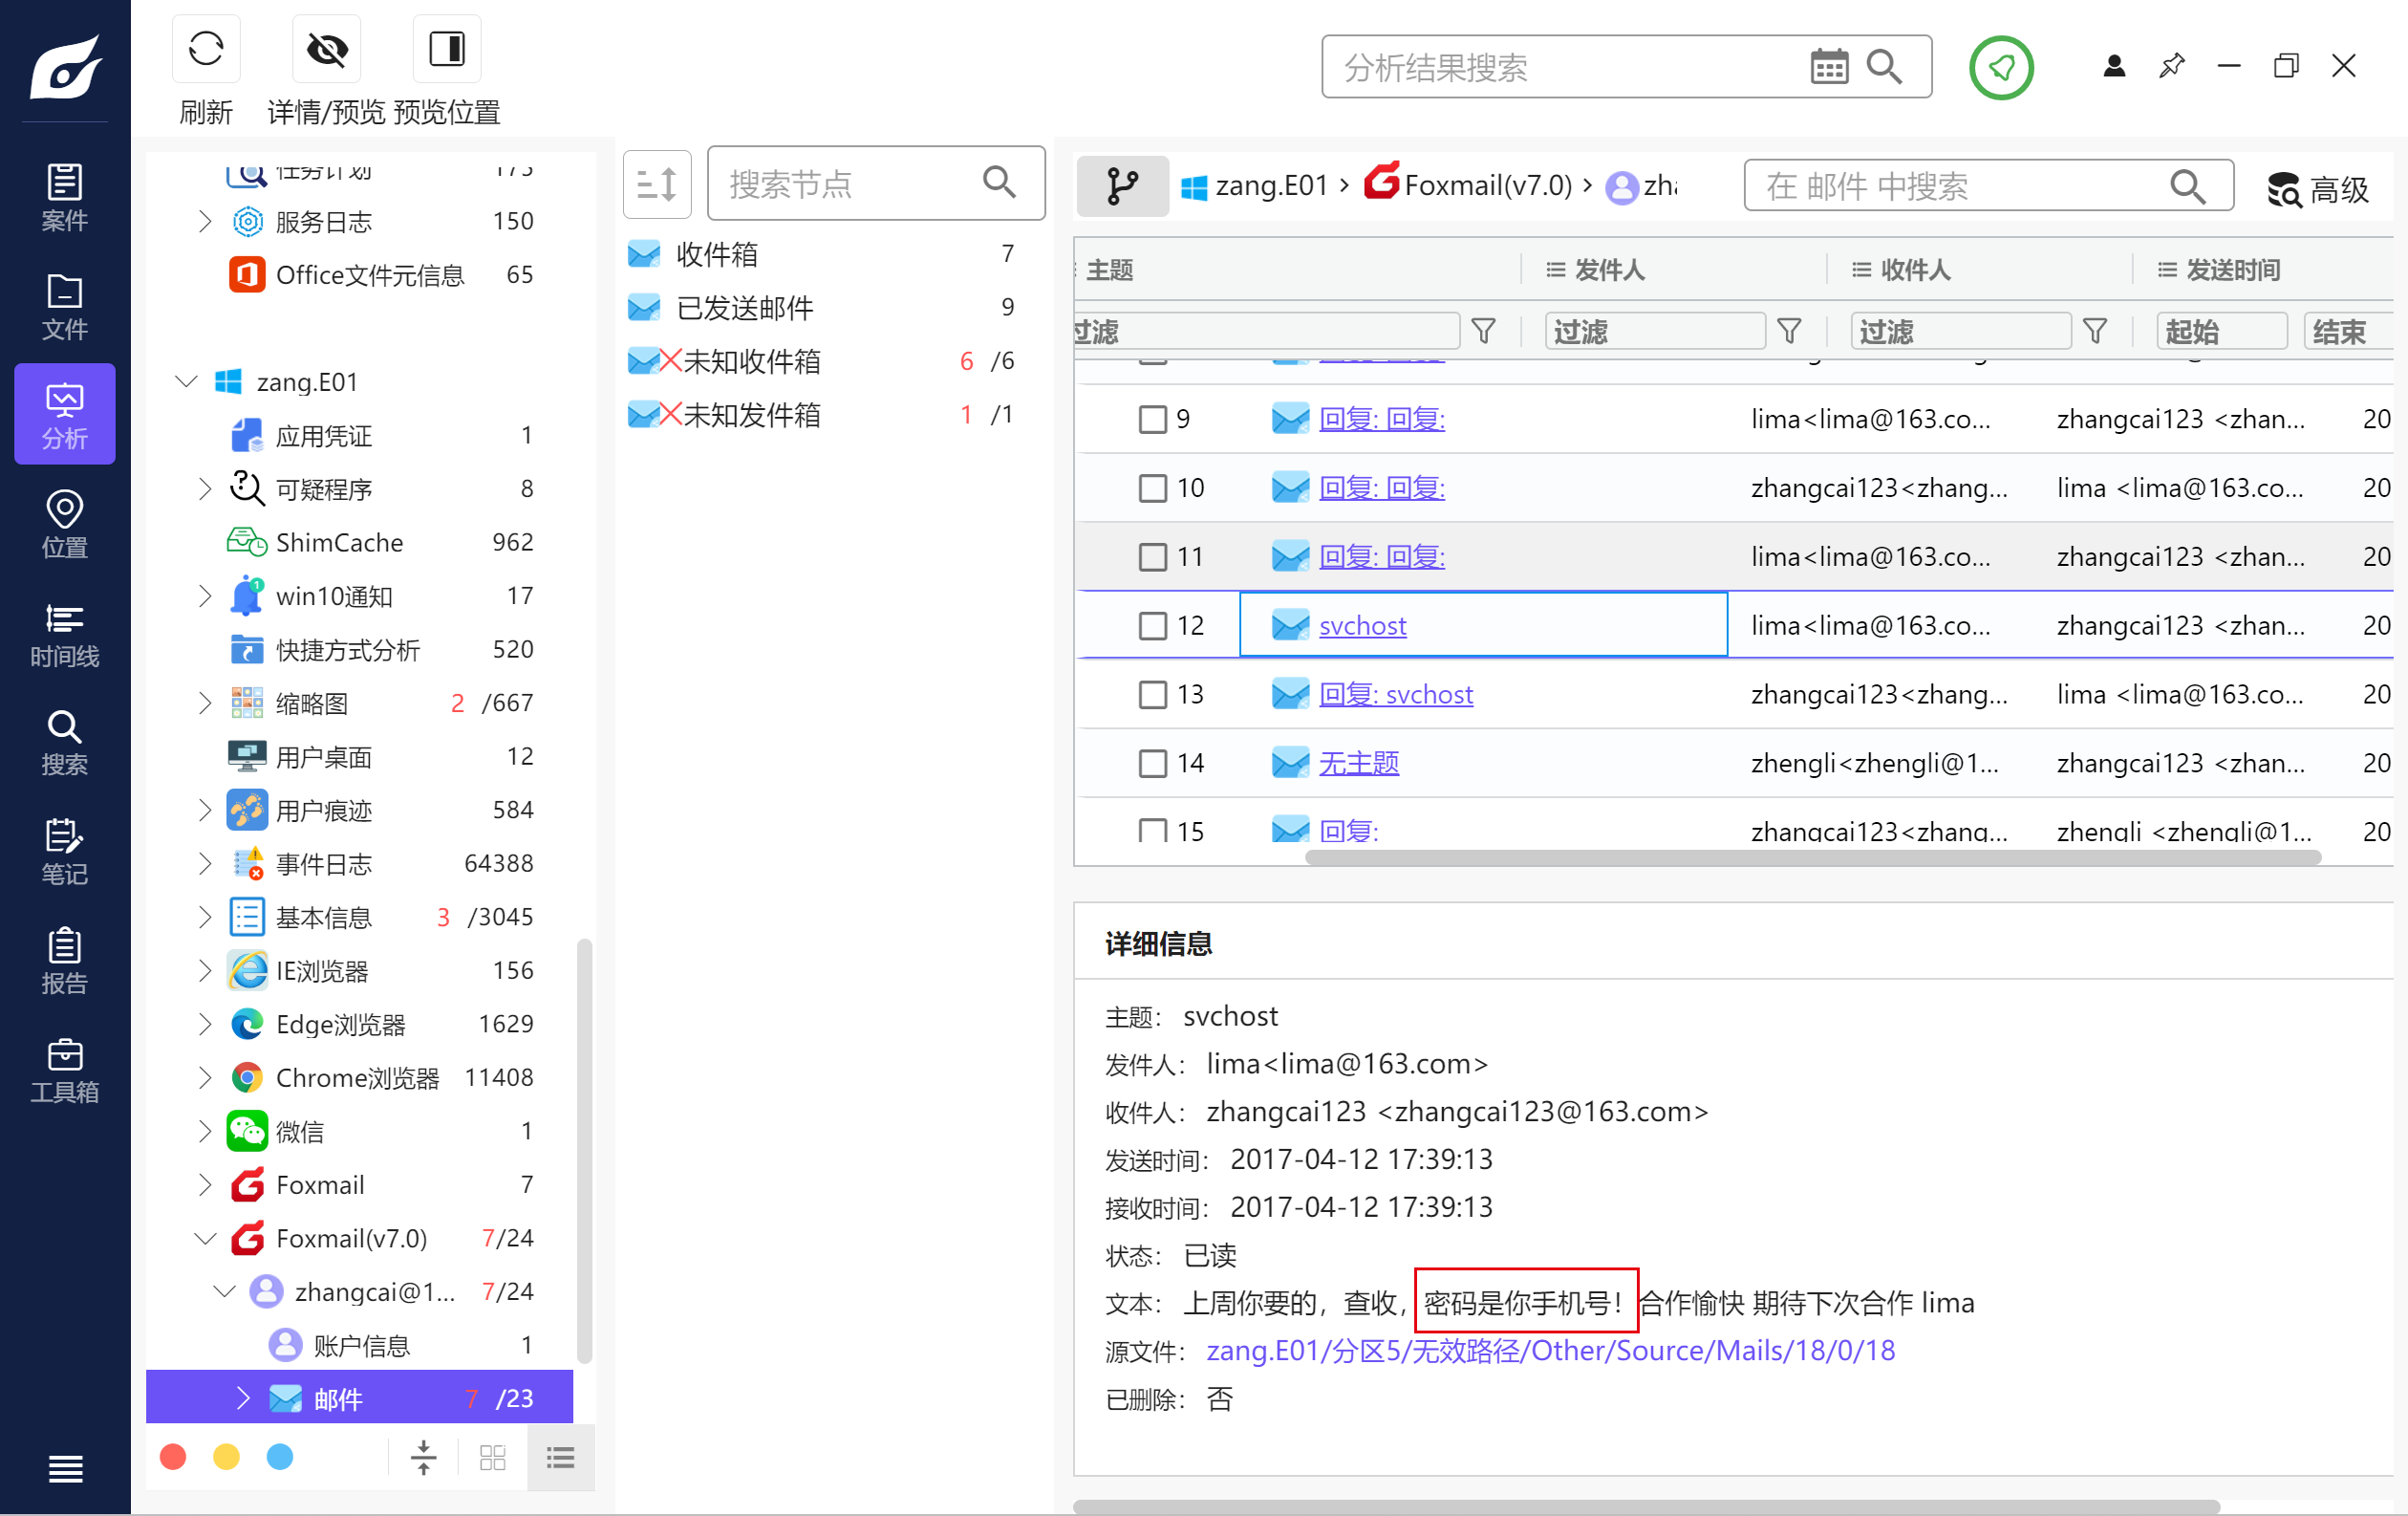 刷新
详情/预览
预览位置
分析结果搜索
案件
文件
分析
位置
时间线
搜索
笔记
报告
工具箱
任务计划 175
服务日志 150
Office文件元信息 65
zang.E01
应用凭证 1
可疑程序 8
ShimCache 962
win10通知 17
快捷方式分析 520
缩略图 2 /667
用户桌面 12
用户痕迹 584
事件日志 64388
基本信息 3 /3045
IE浏览器 156
Edge浏览器 1629
Chrome浏览器 11408
微信 1
Foxmail 7
Foxmail(v7.0) 7/24
zhangcai@1... 7/24
账户信息 1
邮件 7 /23
搜索节点
收件箱 7
已发送邮件 9
未知收件箱 6 /6
未知发件箱 1 /1
zang.E01 > Foxmail(v7.0) > zha
在 邮件 中搜索
高级
主题 发件人 收件人 发送时间
过滤 过滤 过滤 起始 结束
9 回复: 回复: lima<lima@163.co... zhangcai123 <zhan... 20
10 回复: 回复: zhangcai123<zhang... lima <lima@163.co... 20
11 回复: 回复: lima<lima@163.co... zhangcai123 <zhan... 20
12 svchost lima<lima@163.co... zhangcai123 <zhan... 20
13 回复: svchost zhangcai123<zhang... lima <lima@163.co... 20
14 无主题 zhengli<zhengli@1... zhangcai123 <zhan... 20
15 回复: zhangcai123<zhang... zhengli <zhengli@1... 20
详细信息
主题： svchost
发件人： lima<lima@163.com>
收件人： zhangcai123 <zhangcai123@163.com>
发送时间： 2017-04-12 17:39:13
接收时间： 2017-04-12 17:39:13
状态： 已读
文本： 上周你要的，查收，密码是你手机号！合作愉快 期待下次合作 lima
源文件： zang.E01/分区5/无效路径/Other/Source/Mails/18/0/18
已删除： 否